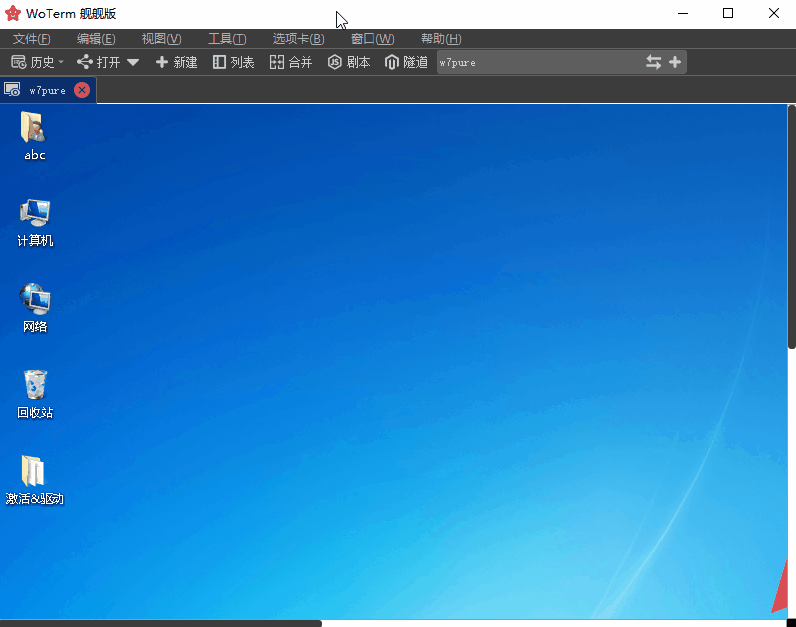 WoTerm 舰舰版
文件(F) 编辑(E) 视图(V) 工具(T) 选项卡(B) 窗口(W) 帮助(H)
历史 打开 新建 列表 合并 剧本 隧道 w7pure
w7pure
abc
计算机
网络
回收站
激活&驱动